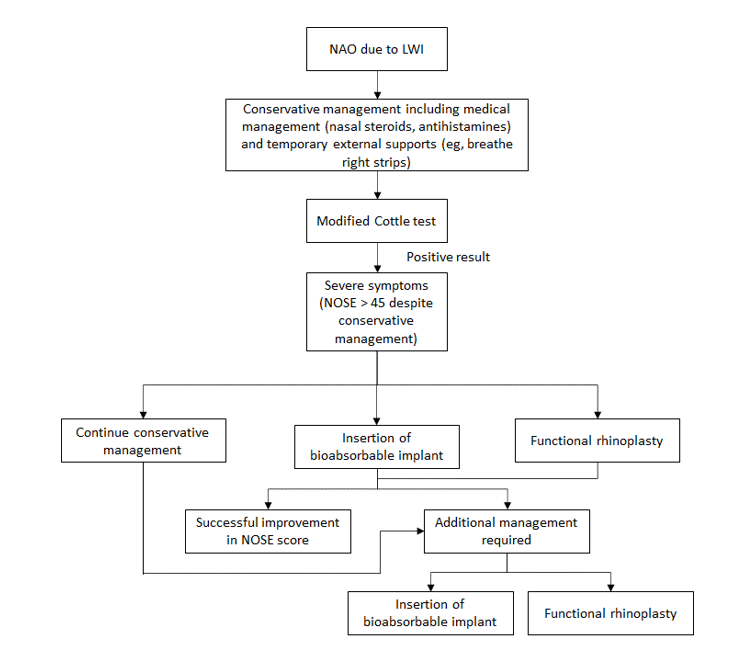 NAO due to LWI
Conservative management including medical
management (nasal steroids, antihistamines)
and temporary external supports (eg, breathe
right strips)
Modified Cottle test
Positive result
Severe symptoms
(NOSE > 45 despite
conservative
management)
Continue conservative
management
Insertion of
bioabsorbable implant
Functional rhinoplasty
Successful improvement
in NOSE score
Additional management
required
Insertion of
bioabsorbable implant
Functional rhinoplasty